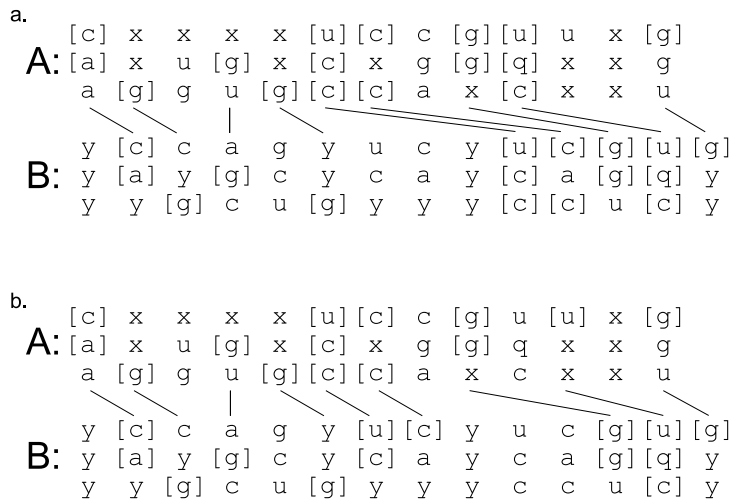 a.
[c] x x x x [u] [c] c [g] [u] u x [g]
A: [a] x u [g] x [c] x g [g] [q] x x g
a [g] g u [g] [c] [c] a x [c] x x u
y [c] c a g y u c y [u] [c] [g] [u] [g]
B: y [a] y [g] c y c a y [c] a [g] [q] y
y y [g] c u [g] y y y [c] [c] u [c] y
b.
[c] x x x x [u] [c] c [g] u [u] x [g]
A: [a] x u [g] x [c] x g [g] q x x g
a [g] g u [g] [c] [c] a x c x x u
y [c] c a g y [u] [c] y u c [g] [u] [g]
B: y [a] y [g] c y [c] a y c a [g] [q] y
y y [g] c u [g] y y y c c u [c] y